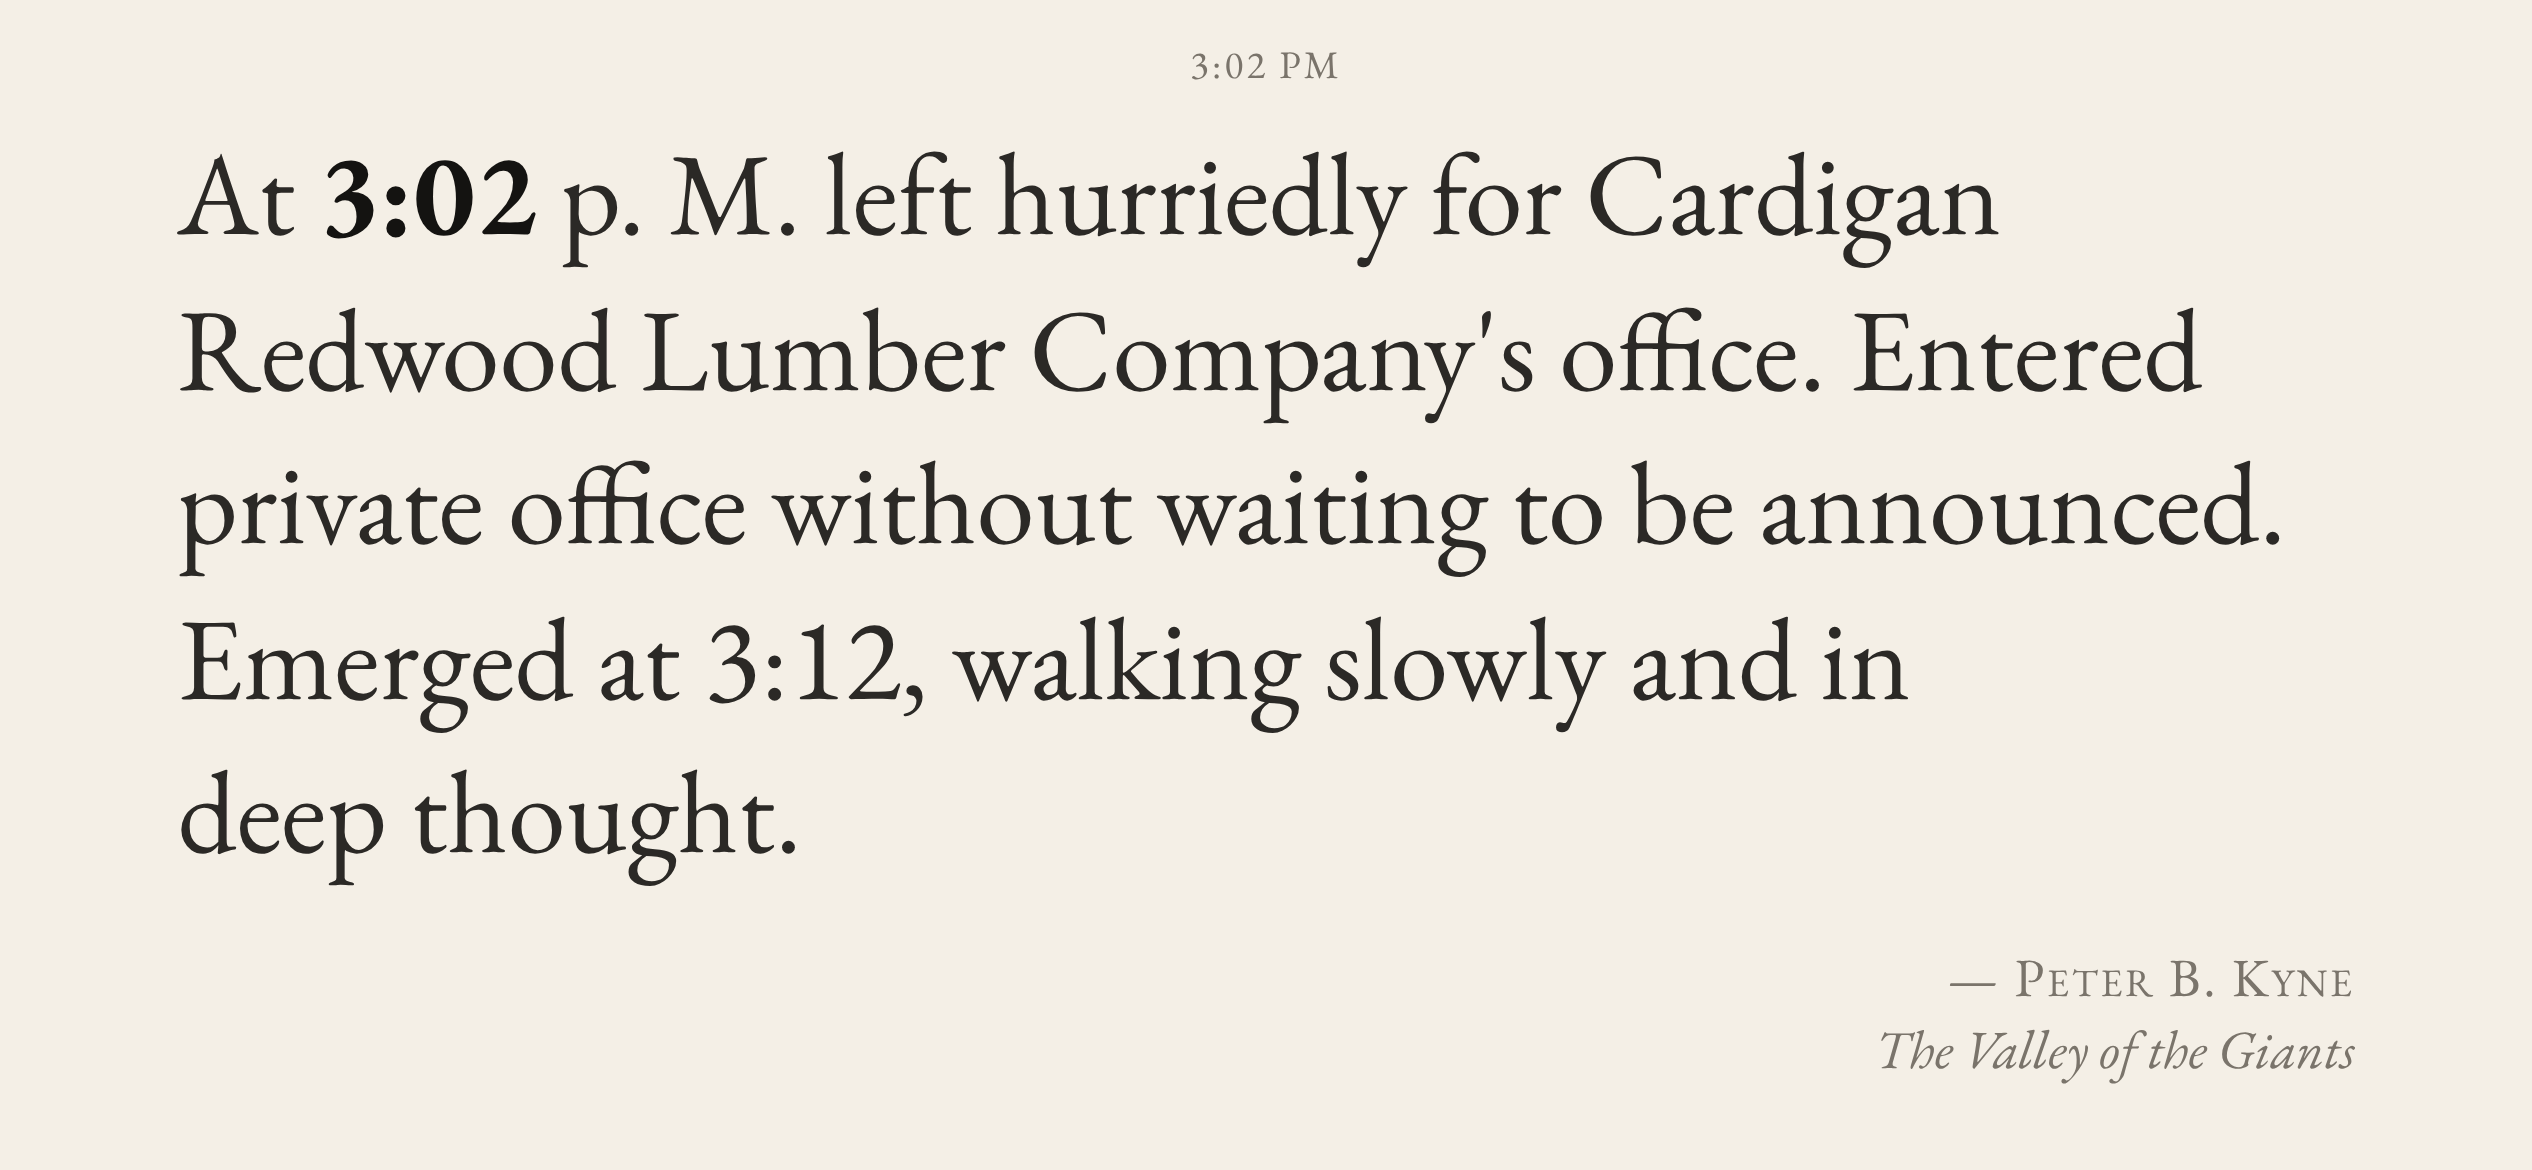 3:02 PM
At 3:02 p. M. left hurriedly for Cardigan
Redwood Lumber Company's office. Entered
private office without waiting to be announced.
Emerged at 3:12, walking slowly and in
deep thought.
— Peter B. Kyne
The Valley of the Giants